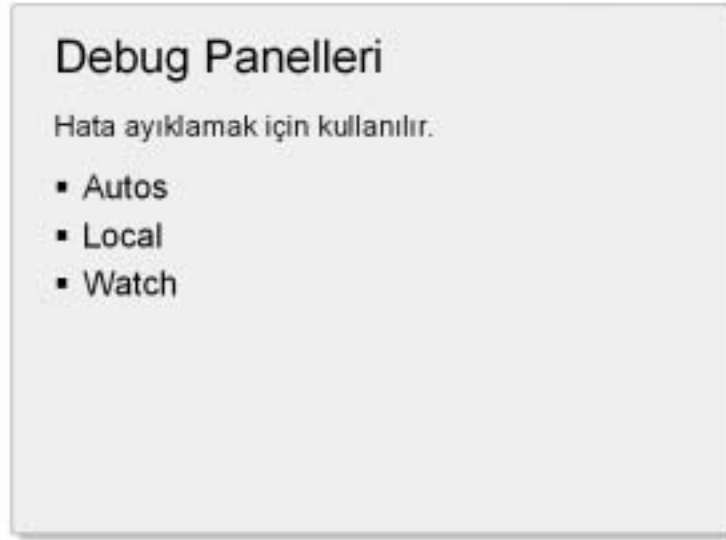 Debug Panelleri
Hata ayıklamak için kullanılır.
▪ Autos
▪ Local
▪ Watch